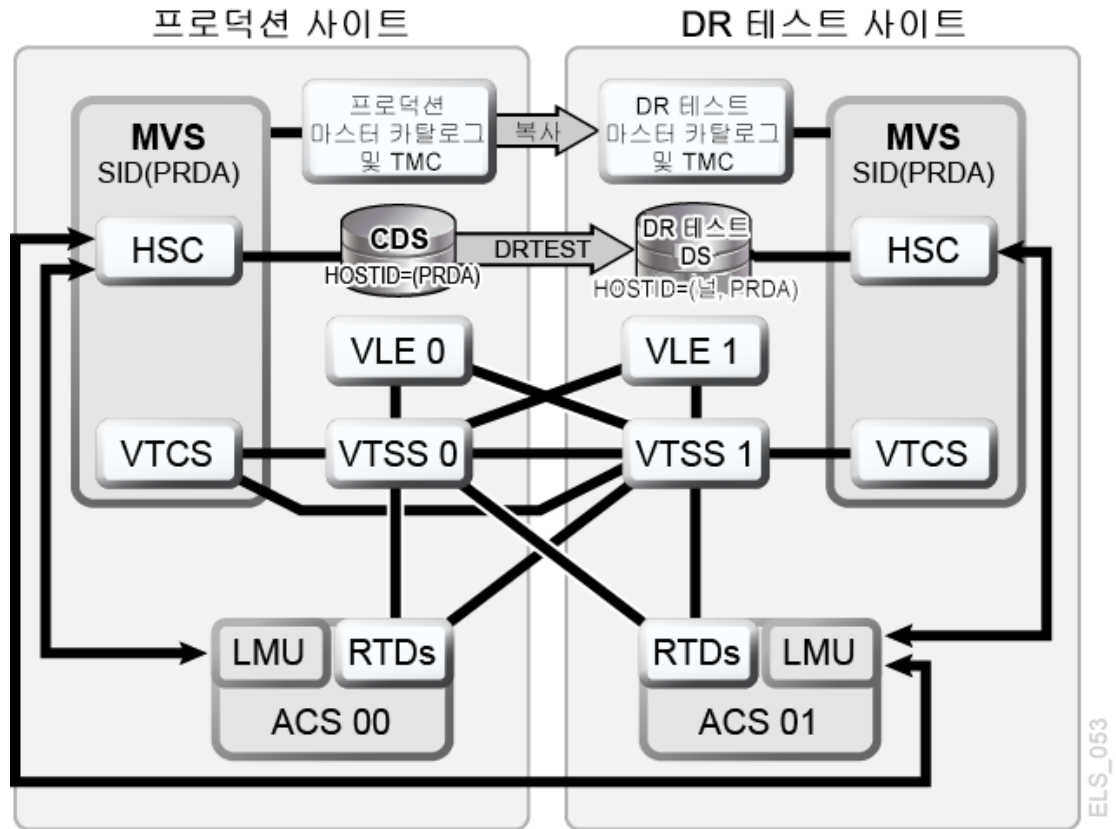 프로덕션 사이트
DR 테스트 사이트
MVS
SID(PRDA)
프로덕션
마스터 카탈로그
및 TMC
복사
DR 테스트
마스터 카탈로그
및 TMC
MVS
SID(PRDA)
HSC
CDS
HOSTID=(PRDA)
DRTEST
DR 테스트
DS
HOSTID=(널, PRDA)
HSC
VLE 0
VLE 1
VTCS
VTSS 0
VTSS 1
VTCS
LMU
RTDs
ACS 00
RTDs
LMU
ACS 01
ELS_053